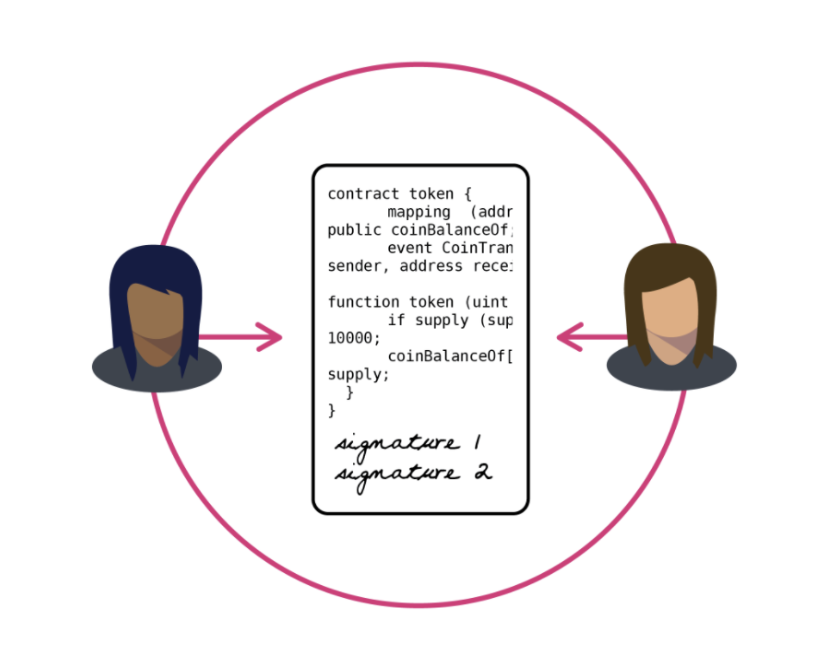 contract token {
mapping (addr
public coinBalanceOf;
event CoinTran
sender, address recei
function token (uint
if supply (sup
10000;
coinBalanceOf[
supply;
}
}
signature 1
signature 2